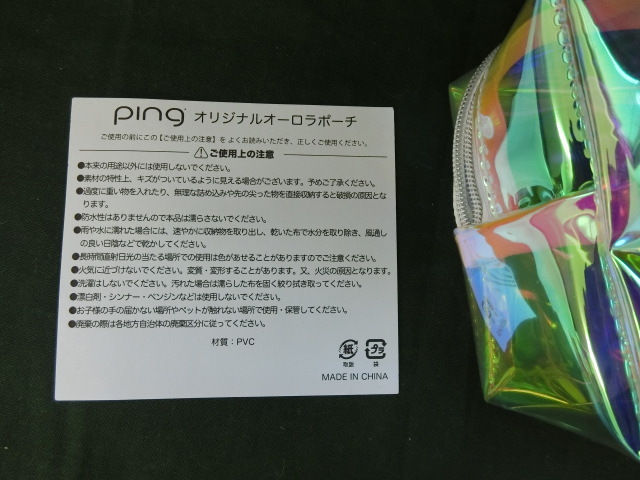 ping オリジナルオーロラポーチ
ご使用の前にこの【ご使用上の注意】を よくお読みいただき、正しくご使用ください。
ご使用上の注意
●本来の用途以外には使用しないでください。
●素材の特性上、キズがついているように見える場合がございます。予めご了承ください。
●過度に重い物を入れたり、無理な詰め込みや先の尖った物を直接収納すると破損の原因とな
ります。
●防水性はありませんので本品は濡らさないでください。
●雨や水に濡れた場合には、速やかに収納物を取り出し、乾いた布で水分を取り除き、風通し
の良い日陰などで乾かしてください。
●長時間直射日光の当たる場所での使用は色があせることがありますのでご注意ください。
●火気に近づけないでください。変質・変形することがあります。又、火災の原因となります。
●洗濯はしないでください。汚れた場合は濡らした布を固く絞り拭き取ってください。
●漂白剤・シンナー・ベンジンなどは使用しないでください。
●お子様の手の届かない場所やペットが触れない場所で使用・保管してください。
●廃棄の際は各地方自治体の廃棄区分に従ってください。
材質：PVC
紙 プラ
取説 袋
MADE IN CHINA